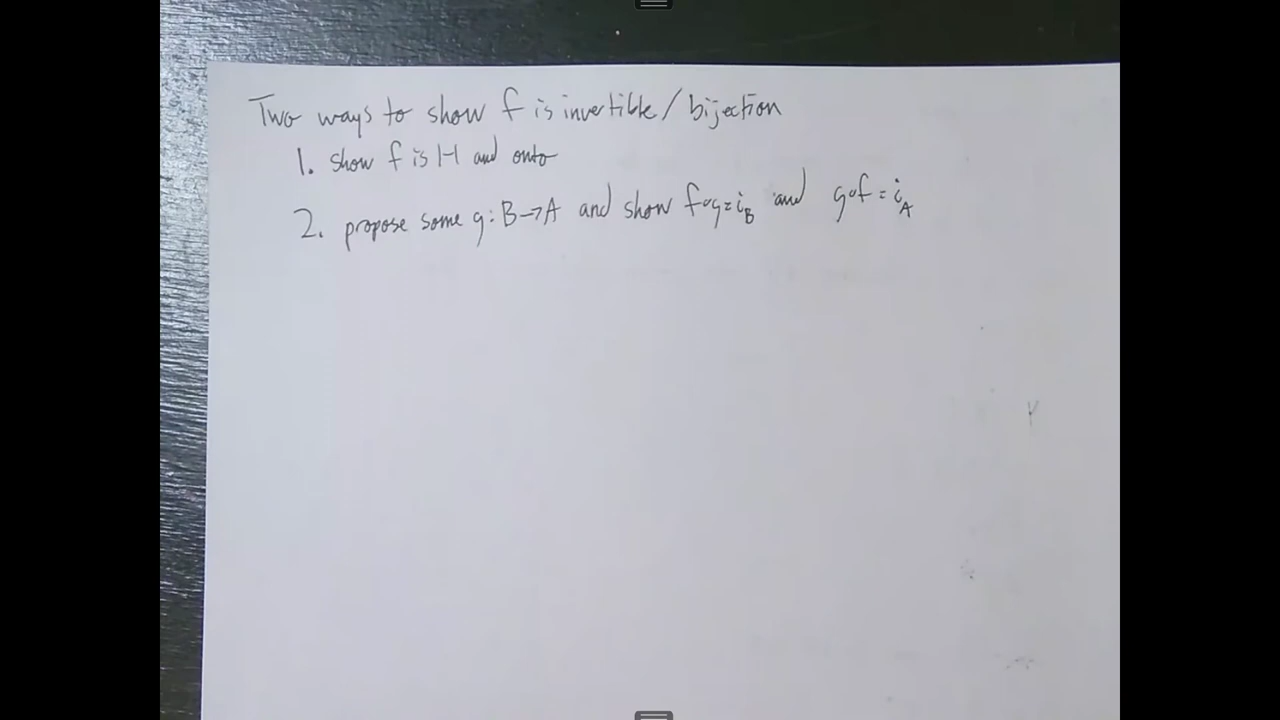 Two ways to show f is invertible/bijection
1. show f is 1-1 and onto
2. propose some g: B→A and show f∘g = i_B and g∘f = i_A